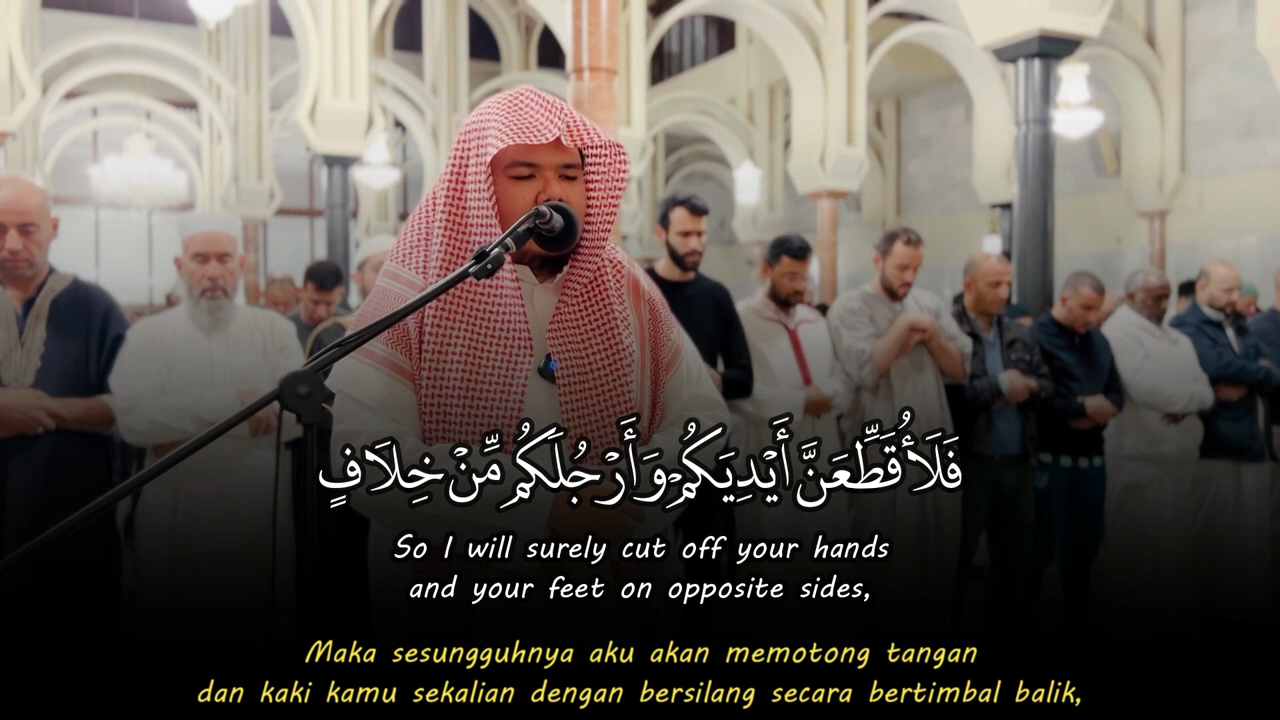 فَلَأُقَطِّعَنَّ أَيْدِيَكُمْ وَأَرْجُلَكُم مِّنْ خِلَافٍ
So I will surely cut off your hands
and your feet on opposite sides,
Maka sesungguhnya aku akan memotong tangan
dan kaki kamu sekalian dengan bersilang secara bertimbal balik,